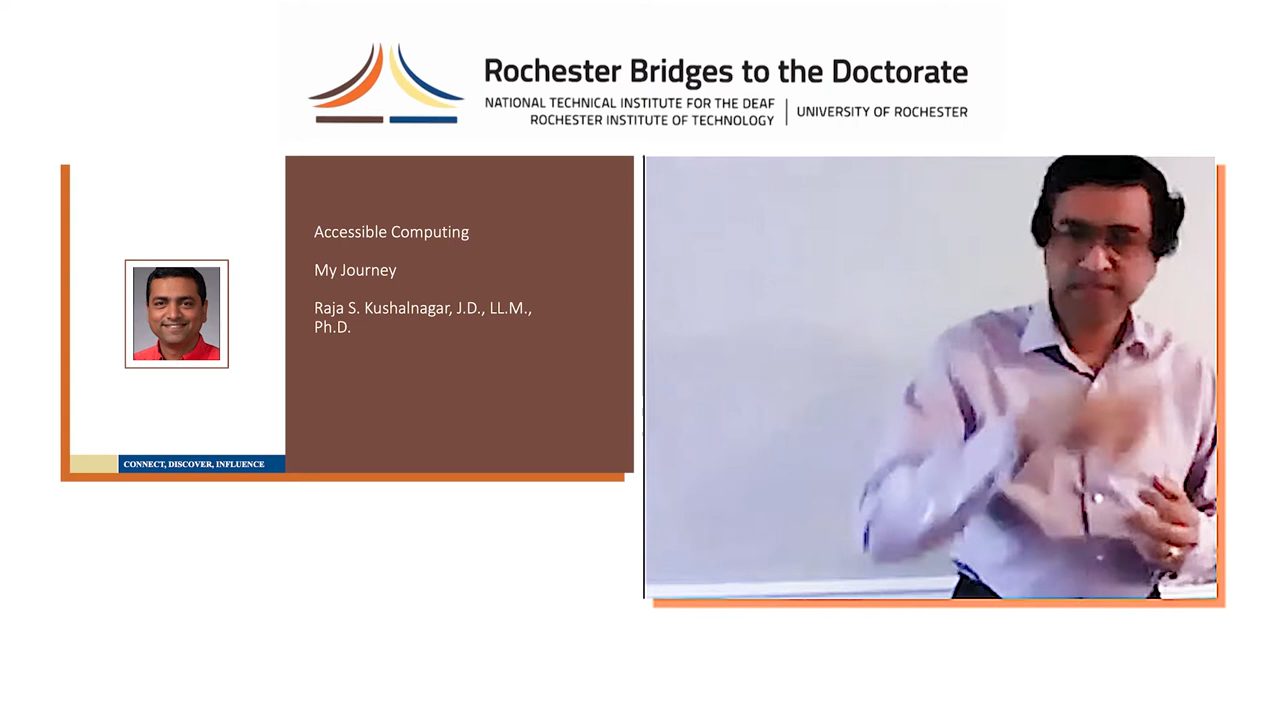 Rochester Bridges to the Doctorate
NATIONAL TECHNICAL INSTITUTE FOR THE DEAF
ROCHESTER INSTITUTE OF TECHNOLOGY
UNIVERSITY OF ROCHESTER
Accessible Computing
My Journey
Raja S. Kushalnagar, J.D., LL.M.,
Ph.D.
CONNECT, DISCOVER, INFLUENCE